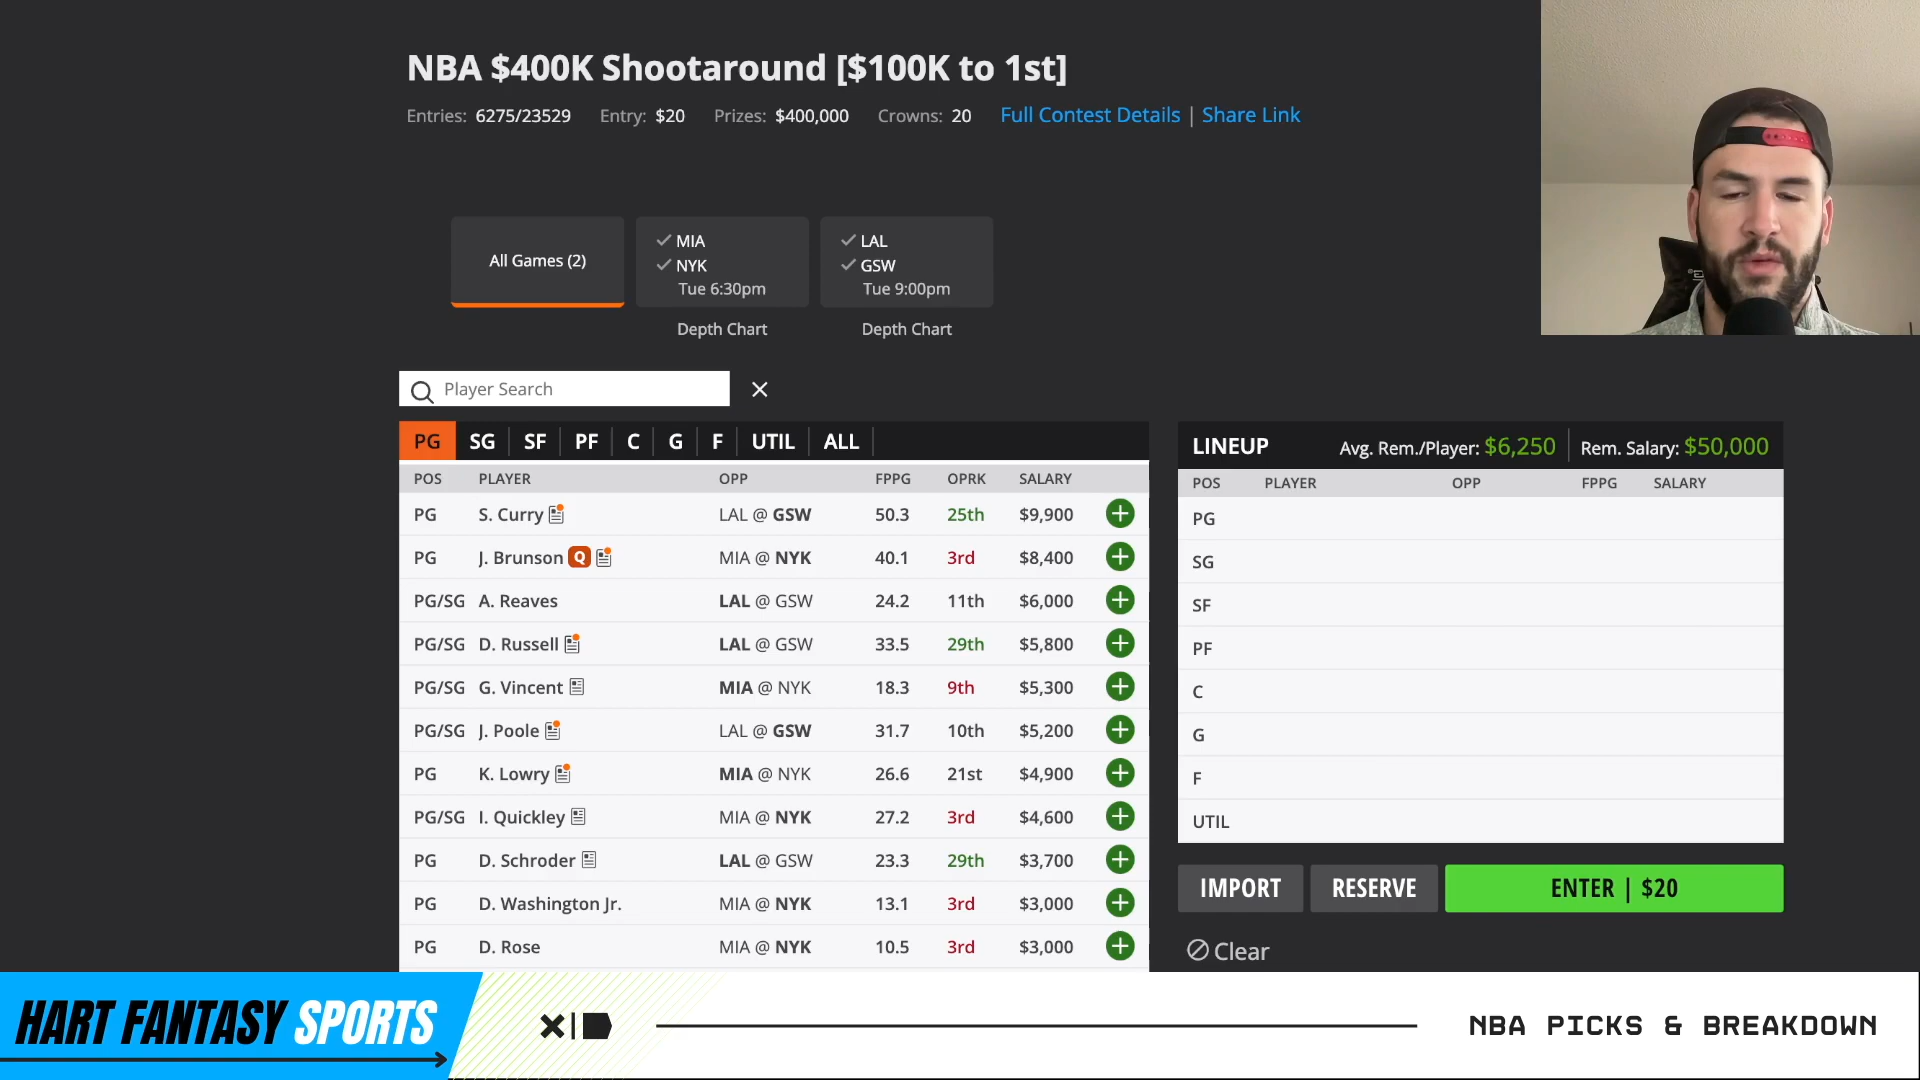 NBA $400K Shootaround [$100K to 1st]
Entries: 6275/23529 Entry: $20 Prizes: $400,000 Crowns: 20 Full Contest Details | Share Link
All Games (2)
MIA
NYK
Tue 6:30pm
Depth Chart
LAL
GSW
Tue 9:00pm
Depth Chart
Player Search
PG SG SF PF C G F UTIL ALL
POS PLAYER OPP FPPG OPRK SALARY
PG S. Curry LAL @ GSW 50.3 25th $9,900
PG J. Brunson Q MIA @ NYK 40.1 3rd $8,400
PG/SG A. Reaves LAL @ GSW 24.2 11th $6,000
PG/SG D. Russell LAL @ GSW 33.5 29th $5,800
PG/SG G. Vincent MIA @ NYK 18.3 9th $5,300
PG/SG J. Poole LAL @ GSW 31.7 10th $5,200
PG K. Lowry MIA @ NYK 26.6 21st $4,900
PG/SG I. Quickley MIA @ NYK 27.2 3rd $4,600
PG D. Schroder LAL @ GSW 23.3 29th $3,700
PG D. Washington Jr. MIA @ NYK 13.1 3rd $3,000
PG D. Rose MIA @ NYK 10.5 3rd $3,000
LINEUP Avg. Rem./Player: $6,250 Rem. Salary: $50,000
POS PLAYER OPP FPPG SALARY
PG
SG
SF
PF
C
G
F
UTIL
IMPORT RESERVE ENTER | $20
Clear
HART FANTASY SPORTS
NBA PICKS & BREAKDOWN